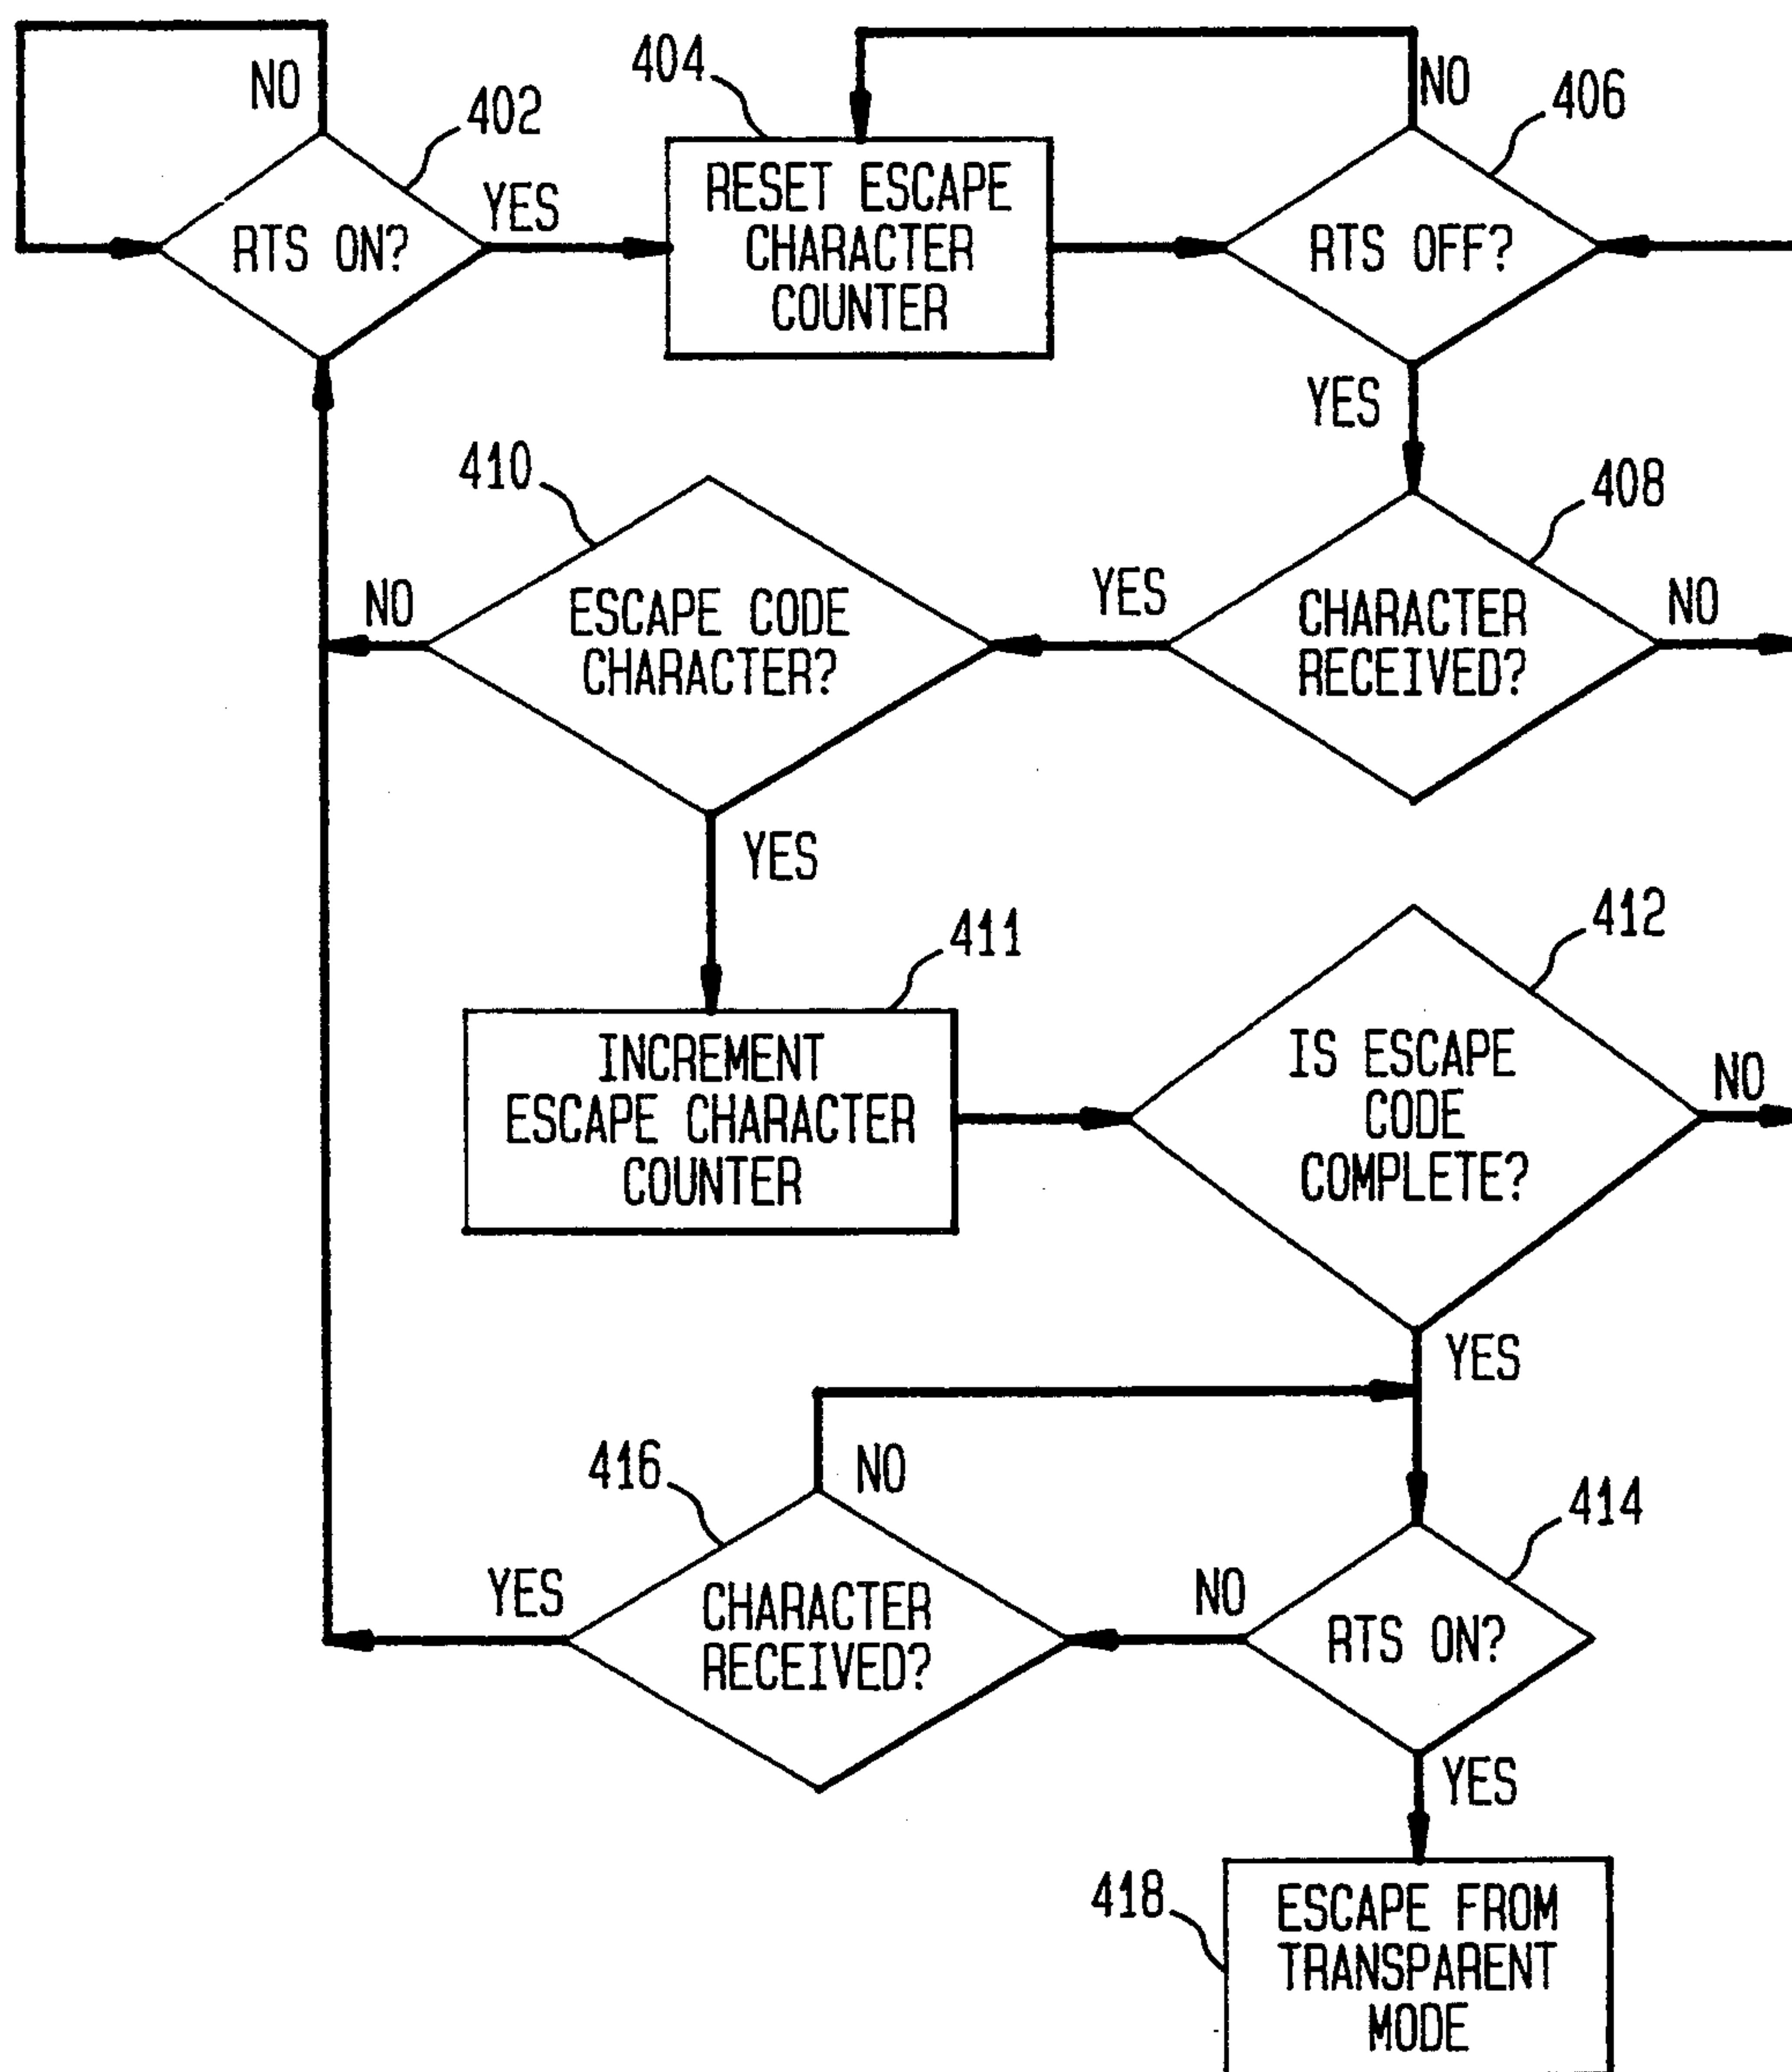 NO
402
RTS ON?
YES
404
RESET ESCAPE
CHARACTER
COUNTER
NO
406
RTS OFF?
YES
408
CHARACTER
RECEIVED?
NO
YES
410
ESCAPE CODE
CHARACTER?
NO
YES
411
INCREMENT
ESCAPE CHARACTER
COUNTER
412
IS ESCAPE
CODE
COMPLETE?
NO
YES
414
RTS ON?
NO
416
CHARACTER
RECEIVED?
NO
YES
YES
418
ESCAPE FROM
TRANSPARENT
MODE